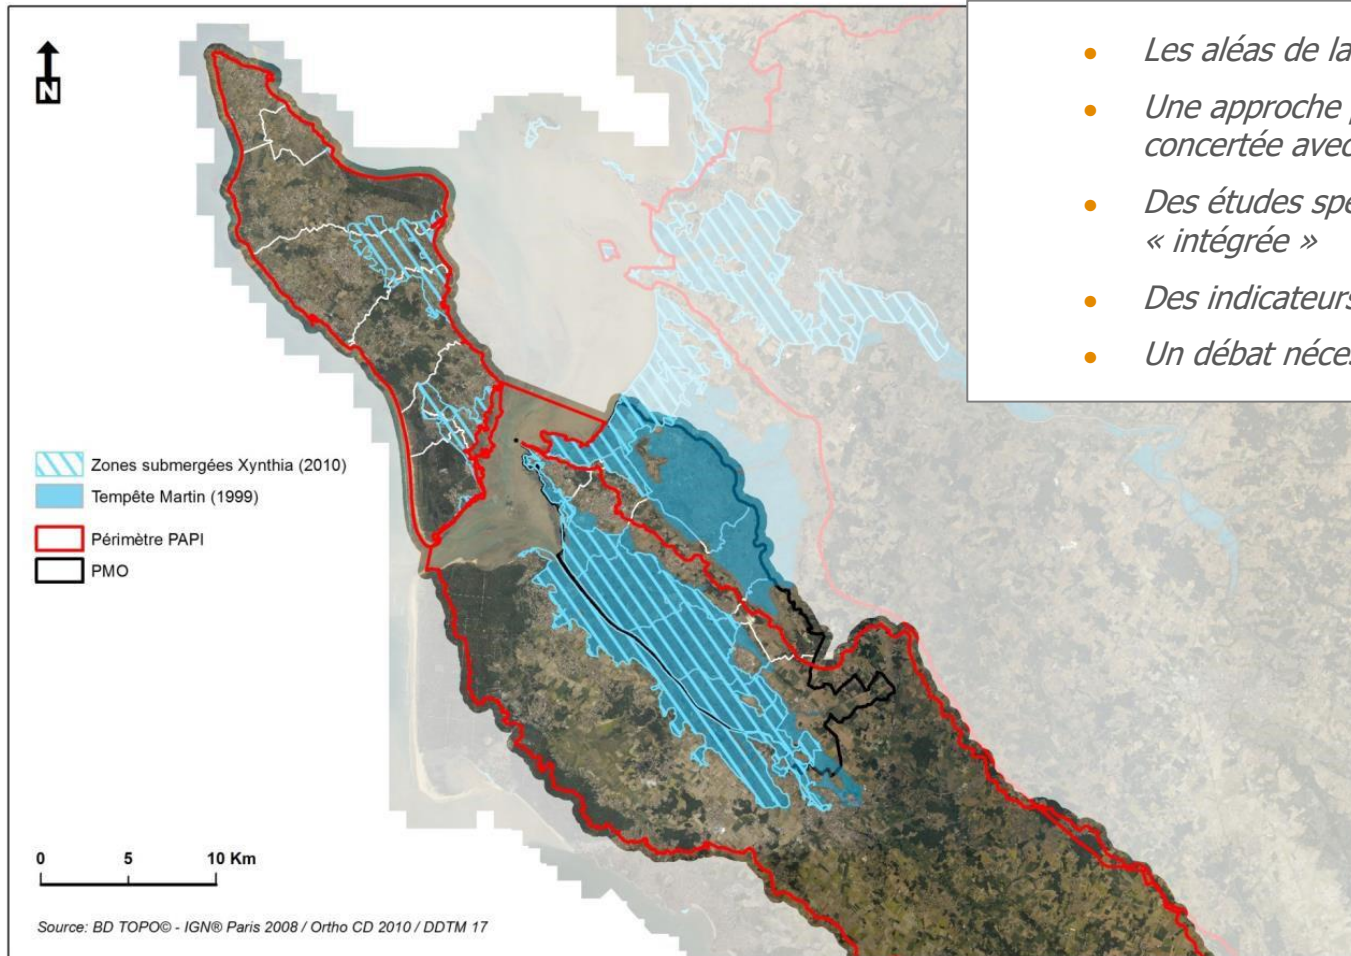 N
Les aléas de la
Une approche
concertée avec
Des études
« intégrée »
Des indicateurs
Un débat
Zones submergées Xynthia (2010)
Tempête Martin (1999)
Périmètre PAPI
PMO
0 5 10 Km
Source: BD TOPO© - IGN® Paris 2008 / Ortho CD 2010 / DDTM 17